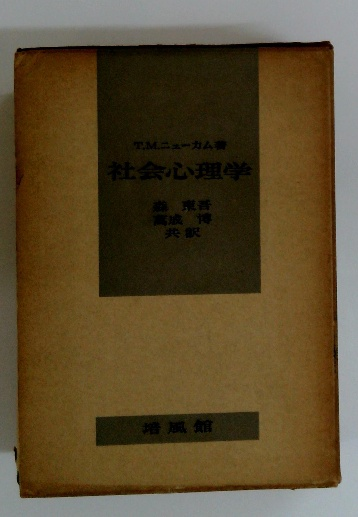 T.M.ニューカム著
社会心理学
森 東吾
萬成 博
共訳
培風館